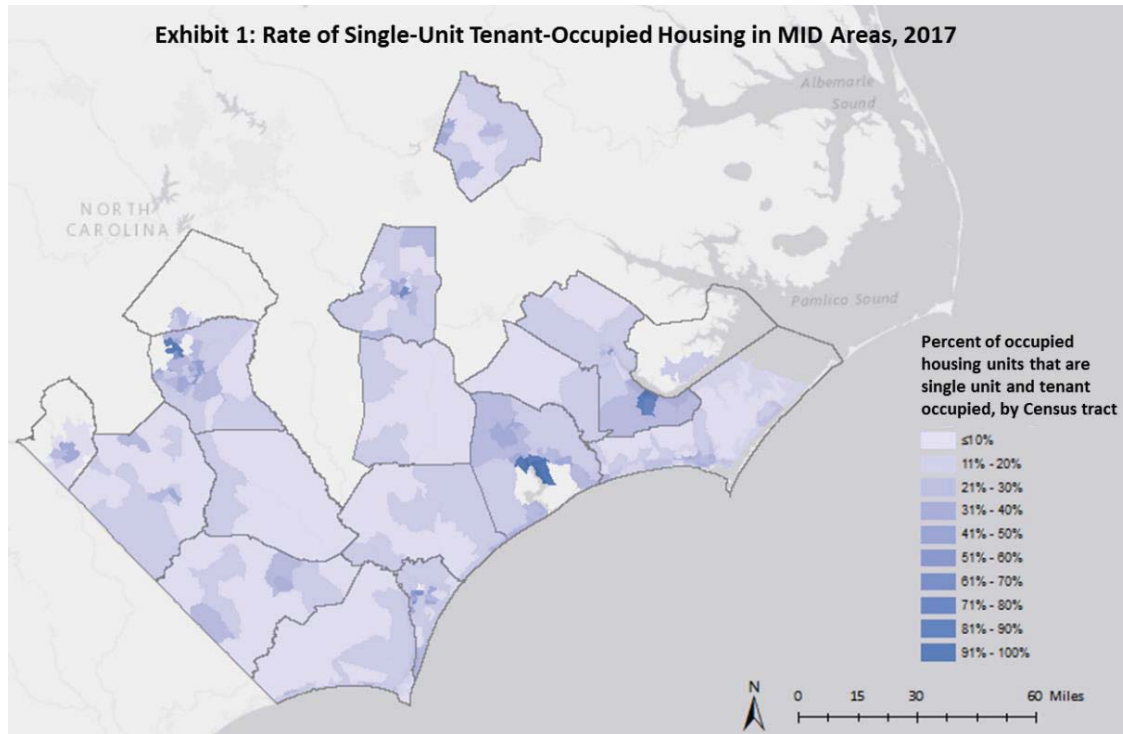 Exhibit 1: Rate of Single-Unit Tenant-Occupied Housing in MID Areas, 2017
Albemarle
Sound
NORTH
CAROLINA
Pamlico Sound
Percent of occupied
housing units that are
single unit and tenant
occupied, by Census tract
≤10%
11% - 20%
21% - 30%
31% - 40%
41% - 50%
51% - 60%
61% - 70%
71% - 80%
81% - 90%
91% - 100%
N
0 15 30 60 Miles